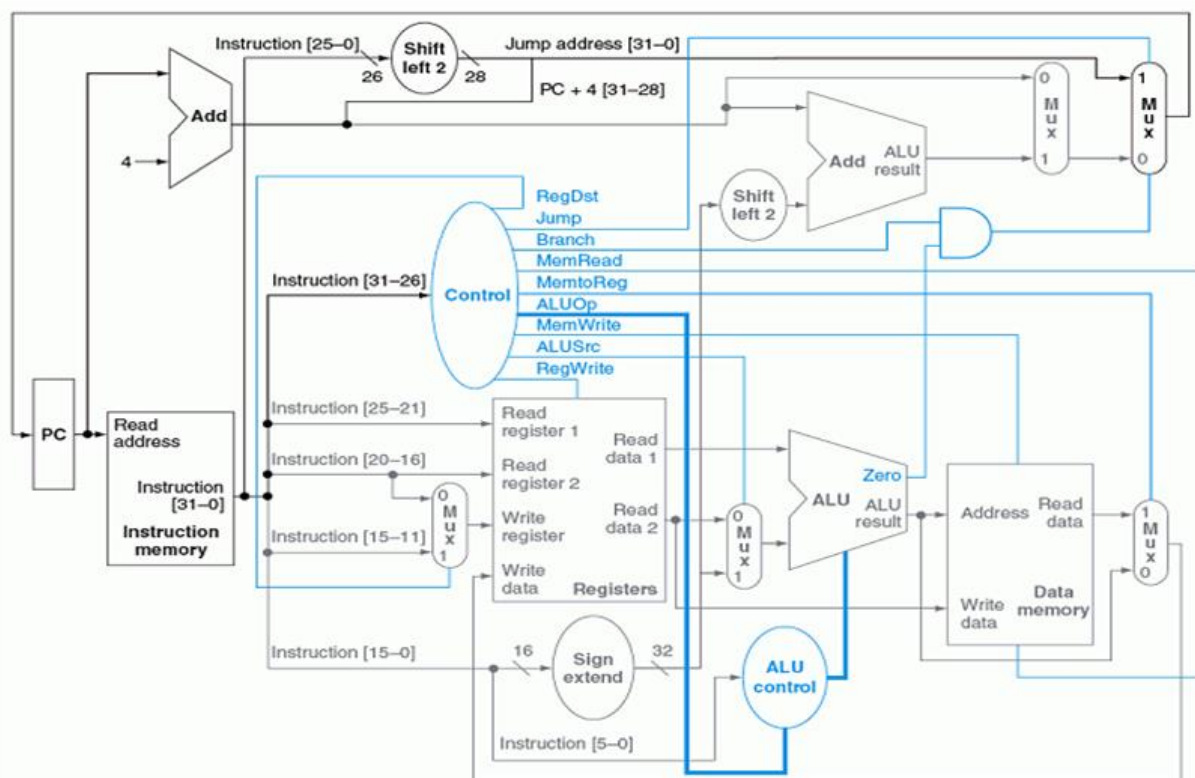 Instruction [25–0]
26
Shift
left 2
28
Jump address [31–0]
PC + 4 [31–28]
Add
4
0
M
u
x
1
1
M
u
x
0
Add
ALU
result
Shift
left 2
RegDst
Jump
Branch
MemRead
MemtoReg
ALUOp
MemWrite
ALUSrc
RegWrite
Instruction [31–26]
Control
PC
Read
address
Instruction
[31–0]
Instruction
memory
Instruction [25–21]
Instruction [20–16]
Instruction [15–11]
0
M
u
x
1
Read
register 1
Read
register 2
Write
register
Write
data
Read
data 1
Read
data 2
Registers
0
M
u
x
1
Zero
ALU
ALU
result
Address
Read
data
Write
data
Data
memory
1
M
u
x
0
Instruction [15–0]
16
Sign
extend
32
ALU
control
Instruction [5–0]